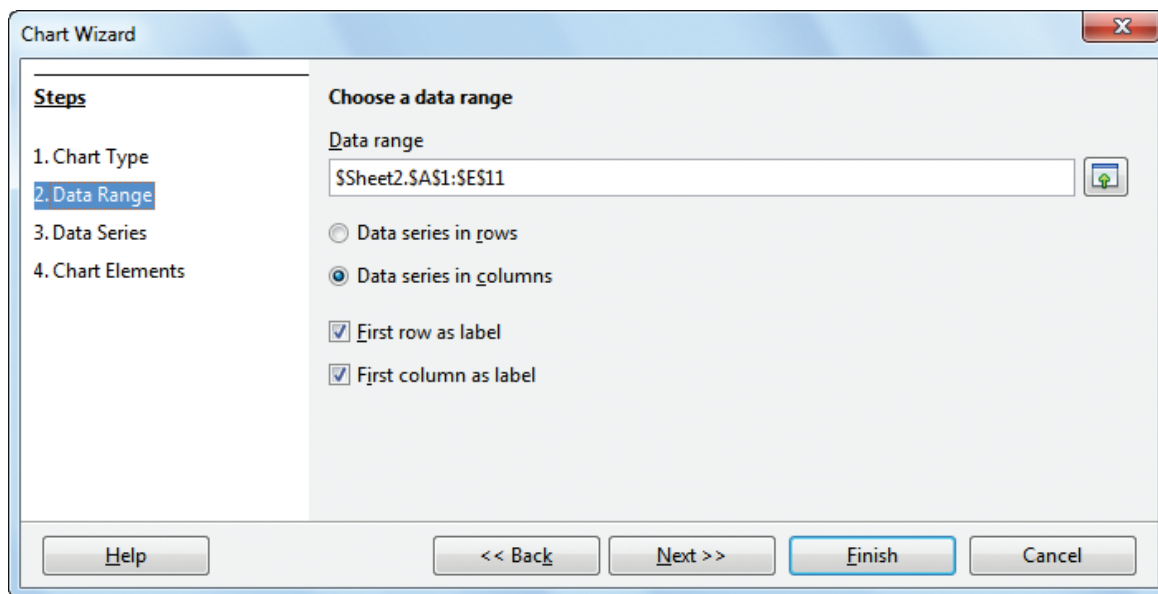 Chart Wizard
X
Steps
1. Chart Type
2. Data Range
3. Data Series
4. Chart Elements
Choose a data range
Data range
$Sheet2.$A$1:$E$11
Data series in rows
Data series in columns
First row as label
First column as label
Help
<< Back
Next >>
Finish
Cancel